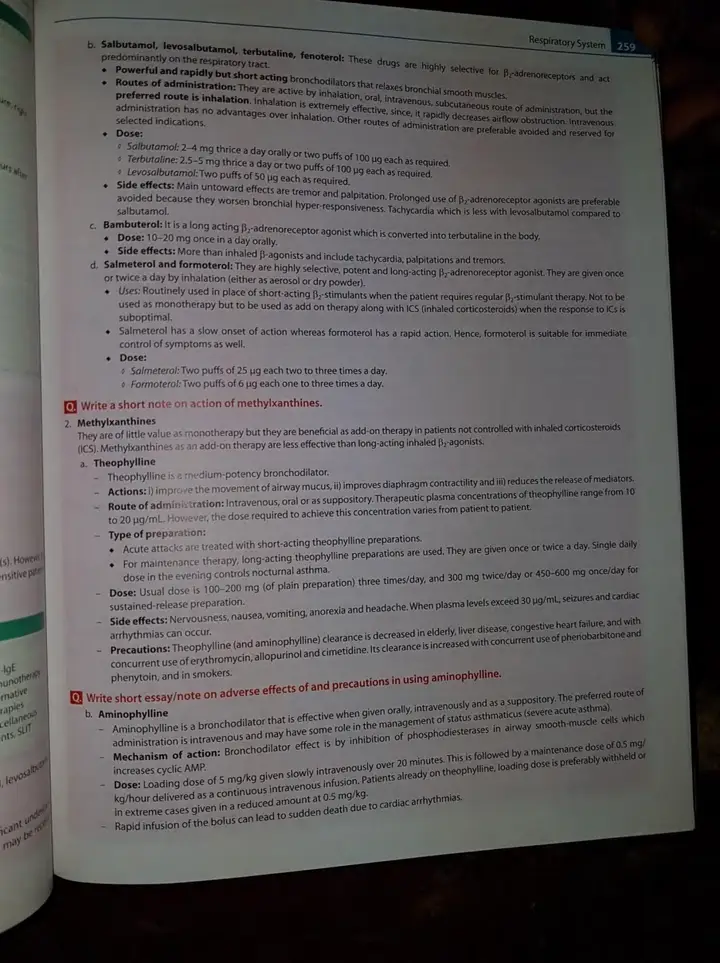 Respiratory System 259
b. Salbutamol, levosalbutamol, terbutaline, fenoterol: These drugs are highly selective for β₂-adrenoreceptors and act
predominantly on the respiratory tract.
• Powerful and rapidly but short acting bronchodilators that relaxes bronchial smooth muscles.
• Routes of administration: They are active by inhalation, oral, intravenous, subcutaneous route of administration, but the
preferred route is inhalation. Inhalation is extremely effective, since, it rapidly decreases airflow obstruction. Intravenous
administration has no advantages over inhalation. Other routes of administration are preferable avoided and reserved for
selected indications.
• Dose:
Salbutamol: 2–4 mg thrice a day orally or two puffs of 100 µg each as required.
Terbutaline: 2.5–5 mg thrice a day or two puffs of 100 µg each as required.
Levosalbutamol: Two puffs of 50 µg each as required.
• Side effects: Main untoward effects are tremor and palpitation. Prolonged use of β₂-adrenoreceptor agonists are preferable
avoided because they worsen bronchial hyper-responsiveness. Tachycardia which is less with levosalbutamol compared to
salbutamol.
c. Bambuterol: It is a long acting β₂-adrenoreceptor agonist which is converted into terbutaline in the body.
• Dose: 10–20 mg once in a day orally.
• Side effects: More than inhaled β-agonists and include tachycardia, palpitations and tremors.
d. Salmeterol and formoterol: They are highly selective, potent and long-acting β₂-adrenoreceptor agonist. They are given once
or twice a day by inhalation (either as aerosol or dry powder).
• Uses: Routinely used in place of short-acting β₂-stimulants when the patient requires regular β₂-stimulant therapy. Not to be
used as monotherapy but to be used as add on therapy along with ICS (inhaled corticosteroids) when the response to ICs is
suboptimal.
• Salmeterol has a slow onset of action whereas formoterol has a rapid action. Hence, formoterol is suitable for immediate
control of symptoms as well.
• Dose:
Salmeterol: Two puffs of 25 µg each two to three times a day.
Formoterol: Two puffs of 6 µg each one to three times a day.
Q. Write a short note on action of methylxanthines.
2. Methylxanthines
They are of little value as monotherapy but they are beneficial as add-on therapy in patients not controlled with inhaled corticosteroids
(ICS). Methylxanthines as an add-on therapy are less effective than long-acting inhaled β₂-agonists.
a. Theophylline
– Theophylline is a medium-potency bronchodilator.
– Actions: i) improve the movement of airway mucus, ii) improves diaphragm contractility and iii) reduces the release of mediators.
– Route of administration: Intravenous, oral or as suppository. Therapeutic plasma concentrations of theophylline range from 10
to 20 µg/mL. However, the dose required to achieve this concentration varies from patient to patient.
– Type of preparation:
• Acute attacks are treated with short-acting theophylline preparations.
• For maintenance therapy, long-acting theophylline preparations are used. They are given once or twice a day. Single daily
dose in the evening controls nocturnal asthma.
– Dose: Usual dose is 100–200 mg (of plain preparation) three times/day, and 300 mg twice/day or 450–600 mg once/day for
sustained-release preparation.
– Side effects: Nervousness, nausea, vomiting, anorexia and headache. When plasma levels exceed 30 µg/mL, seizures and cardiac
arrhythmias can occur.
– Precautions: Theophylline (and aminophylline) clearance is decreased in elderly, liver disease, congestive heart failure, and with
concurrent use of erythromycin, allopurinol and cimetidine. Its clearance is increased with concurrent use of phenobarbitone and
phenytoin, and in smokers.
Q. Write short essay/note on adverse effects of and precautions in using aminophylline.
b. Aminophylline
– Aminophylline is a bronchodilator that is effective when given orally, intravenously and as a suppository. The preferred route of
administration is intravenous and may have some role in the management of status asthmaticus (severe acute asthma).
– Mechanism of action: Bronchodilator effect is by inhibition of phosphodiesterases in airway smooth-muscle cells which
increases cyclic AMP.
– Dose: Loading dose of 5 mg/kg given slowly intravenously over 20 minutes. This is followed by a maintenance dose of 0.5 mg/
kg/hour delivered as a continuous intravenous infusion. Patients already on theophylline, loading dose is preferably withheld or
in extreme cases given in a reduced amount at 0.5 mg/kg.
– Rapid infusion of the bolus can lead to sudden death due to cardiac arrhythmias.
-IgE
cellaneous
nts. SLIT
may be